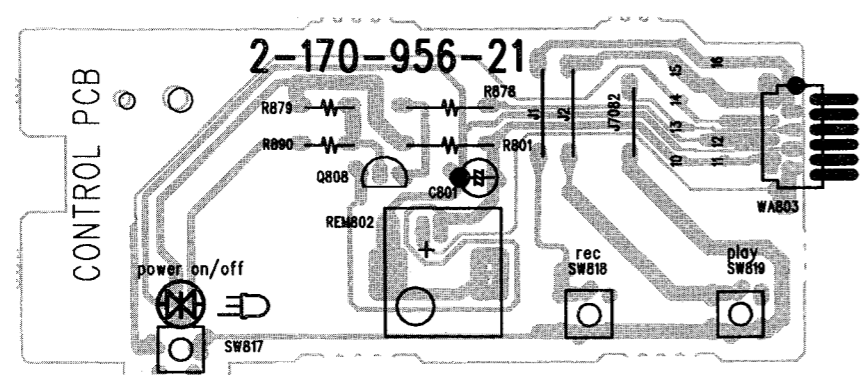 2-170-956-21
CONTROL PCB
R879
R878
R890
R801
Q808
C801
REM802
+
J1
J2
J7082
15
16
14
13
12
10
11
WA803
rec
SW818
play
SW819
power on/off
SW817